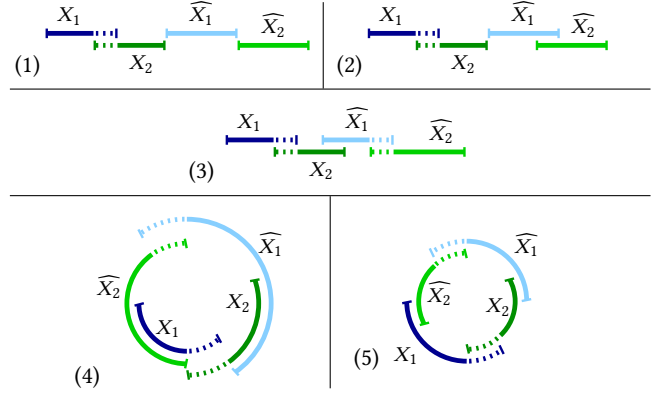 X₁ X̂₁ X̂₂ X₁ X̂₁ X̂₂
(1) X₂ (2) X₂
X₁ X̂₁ X̂₂
(3) X₂
X̂₁ X̂₁
X̂₂ X₂ X̂₂ X₂
X₁ X₁
(4) (5)